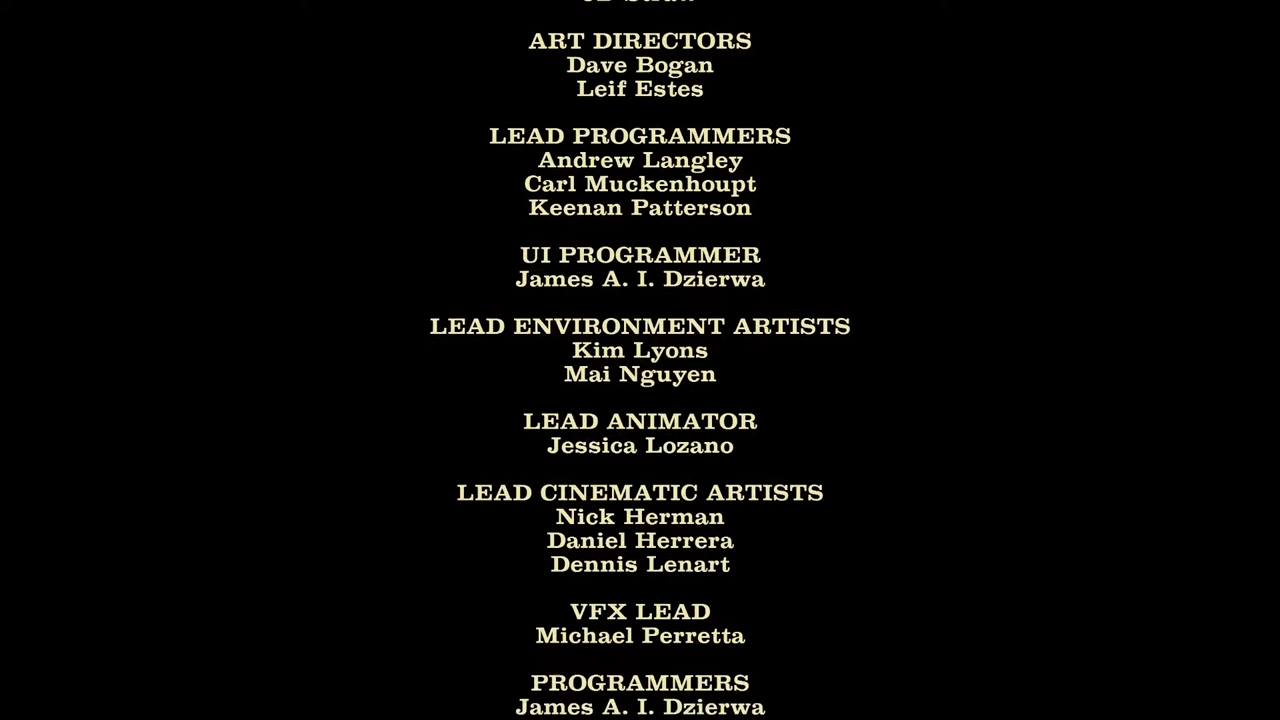 ART DIRECTORS
Dave Bogan
Leif Estes
LEAD PROGRAMMERS
Andrew Langley
Carl Muckenhoupt
Keenan Patterson
UI PROGRAMMER
James A. I. Dzierwa
LEAD ENVIRONMENT ARTISTS
Kim Lyons
Mai Nguyen
LEAD ANIMATOR
Jessica Lozano
LEAD CINEMATIC ARTISTS
Nick Herman
Daniel Herrera
Dennis Lenart
VFX LEAD
Michael Perretta
PROGRAMMERS
James A. I. Dzierwa